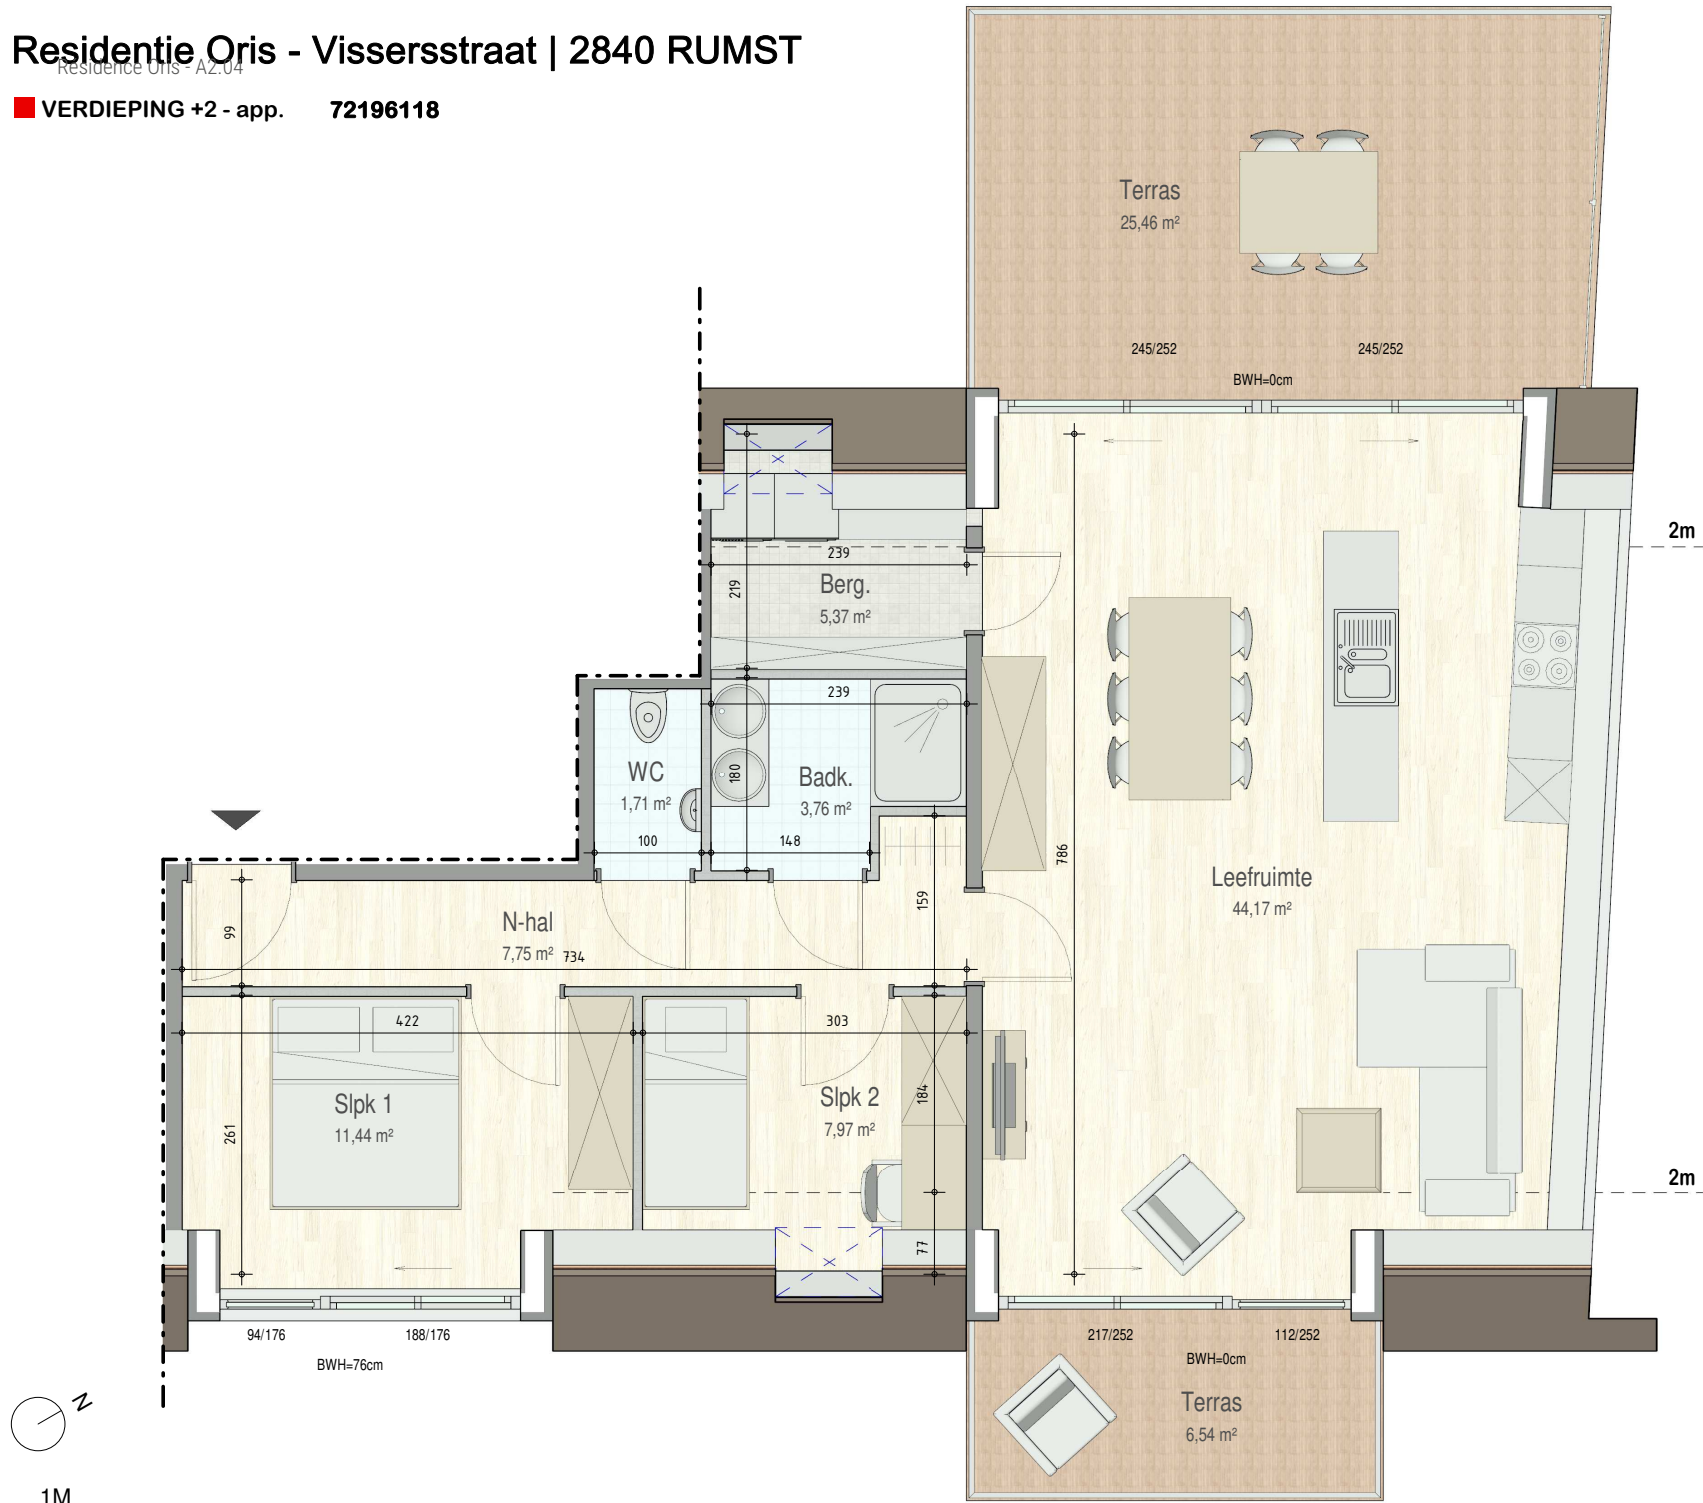 Residentie Oris - Vissersstraat | 2840 RUMST
Residence Oris - A2.04
VERDIEPING +2 - app. 72196118
Terras
25,46 m²
245/252 245/252
BWH=0cm
2m
239
219
Berg.
5,37 m²
239
WC
1,71 m²
180
Badk.
3,76 m²
100
148
786
Leefruimte
44,17 m²
159
99
N-hal
7,75 m²
734
422
303
Slpk 1
11,44 m²
261
Slpk 2
7,97 m²
184
2m
77
94/176 188/176
BWH=76cm
217/252 112/252
BWH=0cm
Terras
6,54 m²
N
1M